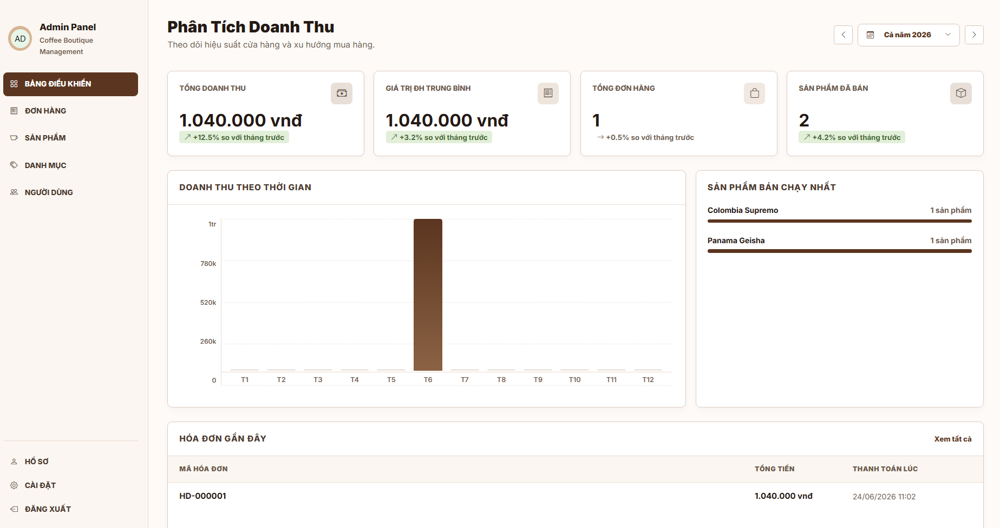 AD
Admin Panel
Coffee Boutique
Management
BẢNG ĐIỀU KHIỂN
ĐƠN HÀNG
SẢN PHẨM
DANH MỤC
NGƯỜI DÙNG
HỒ SƠ
CÀI ĐẶT
ĐĂNG XUẤT
Phân Tích Doanh Thu
Theo dõi hiệu suất cửa hàng và xu hướng mua hàng.
Cả năm 2026
TỔNG DOANH THU
1.040.000 vnđ
+12.5% so với tháng trước
GIÁ TRỊ ĐH TRUNG BÌNH
1.040.000 vnđ
+3.2% so với tháng trước
TỔNG ĐƠN HÀNG
1
+0.5% so với tháng trước
SẢN PHẨM ĐÃ BÁN
2
+4.2% so với tháng trước
DOANH THU THEO THỜI GIAN
1tr
780k
520k
260k
0
T1 T2 T3 T4 T5 T6 T7 T8 T9 T10 T11 T12
SẢN PHẨM BÁN CHẠY NHẤT
Colombia Supremo 1 sản phẩm
Panama Geisha 1 sản phẩm
HÓA ĐƠN GẦN ĐÂY Xem tất cả
MÃ HÓA ĐƠN TỔNG TIỀN THANH TOÁN LÚC
HD-000001 1.040.000 vnđ 24/06/2026 11:02